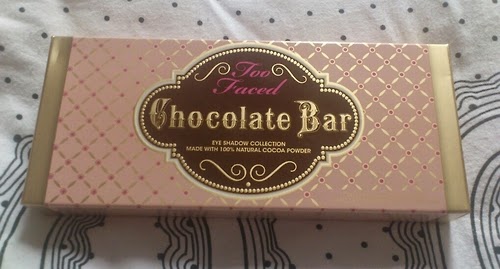 Too
Faced
Chocolate Bar
EYE SHADOW COLLECTION
MADE WITH 100% NATURAL COCOA POWDER